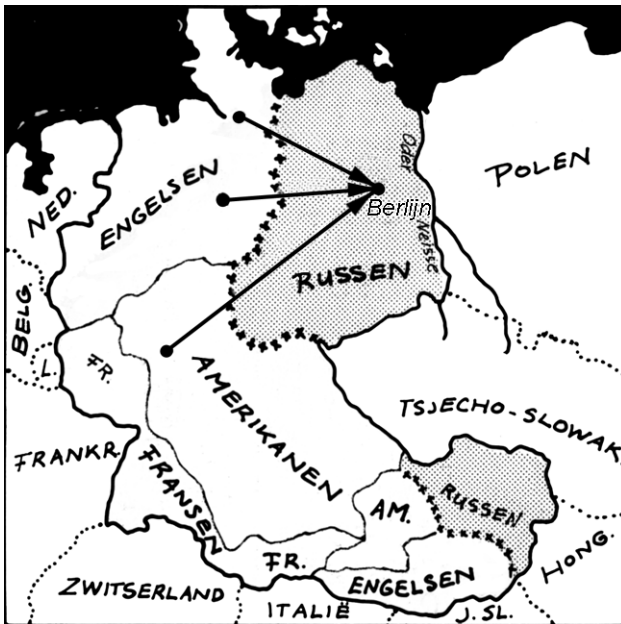 Oder
POLEN
NED.
ENGELSEN
Berlijn
Neisse
RUSSEN
BELG.
L.
FR.
AMERIKANEN
TSJECHO-SLOWAK.
FRANKR.
FRANSEN
RUSSEN
AM.
HONG.
FR.
ENGELSEN
ZWITSERLAND
ITALIË
J.SL.